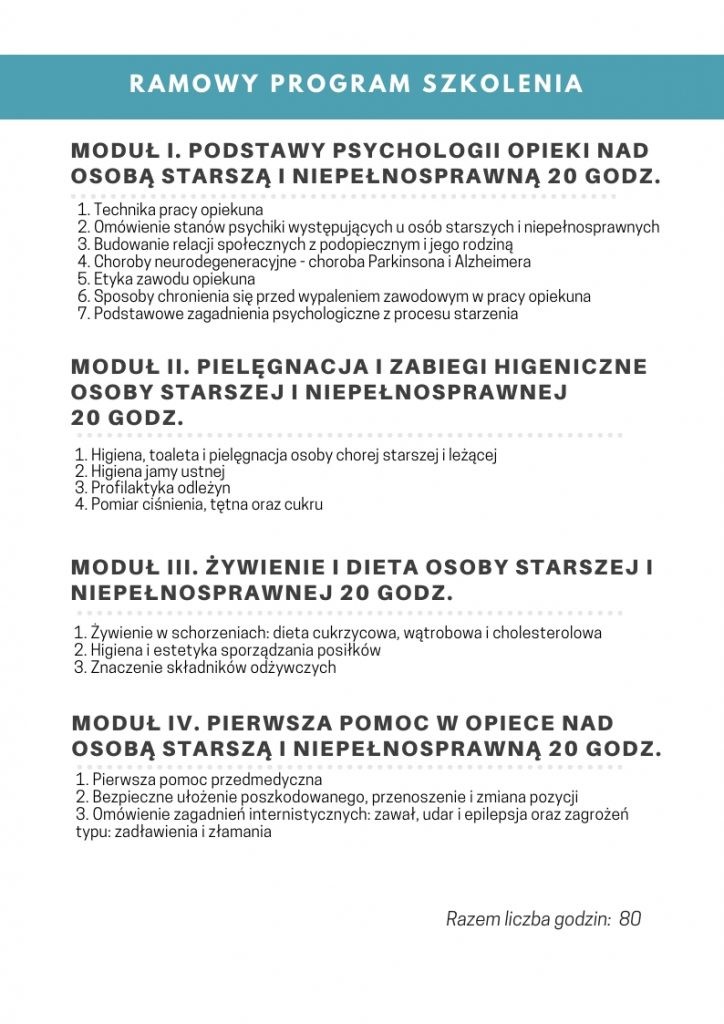 RAMOWY PROGRAM SZKOLENIA
MODUŁ I. PODSTAWY PSYCHOLOGII OPIEKI NAD
OSOBĄ STARSZĄ I NIEPEŁNOSPRAWNĄ 20 GODZ.
1. Technika pracy opiekuna
2. Omówienie stanów psychiki występujących u osób starszych i niepełnosprawnych
3. Budowanie relacji społecznych z podopiecznym i jego rodziną
4. Choroby neurodegeneracyjne - choroba Parkinsona i Alzheimera
5. Etyka zawodu opiekuna
6. Sposoby chronienia się przed wypaleniem zawodowym w pracy opiekuna
7. Podstawowe zagadnienia psychologiczne z procesu starzenia
MODUŁ II. PIELĘGNACJA I ZABIEGI HIGENICZNE
OSOBY STARSZEJ I NIEPEŁNOSPRAWNEJ
20 GODZ.
1. Higiena, toaleta i pielęgnacja osoby chorej starszej i leżącej
2. Higiena jamy ustnej
3. Profilaktyka odleżyn
4. Pomiar ciśnienia, tętna oraz cukru
MODUŁ III. ŻYWIENIE I DIETA OSOBY STARSZEJ I
NIEPEŁNOSPRAWNEJ 20 GODZ.
1. Żywienie w schorzeniach: dieta cukrzycowa, wątrobowa i cholesterolowa
2. Higiena i estetyka sporządzania posiłków
3. Znaczenie składników odżywczych
MODUŁ IV. PIERWSZA POMOC W OPIECE NAD
OSOBĄ STARSZĄ I NIEPEŁNOSPRAWNĄ 20 GODZ.
1. Pierwsza pomoc przedmedyczna
2. Bezpieczne ułożenie poszkodowanego, przenoszenie i zmiana pozycji
3. Omówienie zagadnień internistycznych: zawał, udar i epilepsja oraz zagrożeń
typu: zadławienia i złamania
Razem liczba godzin: 80